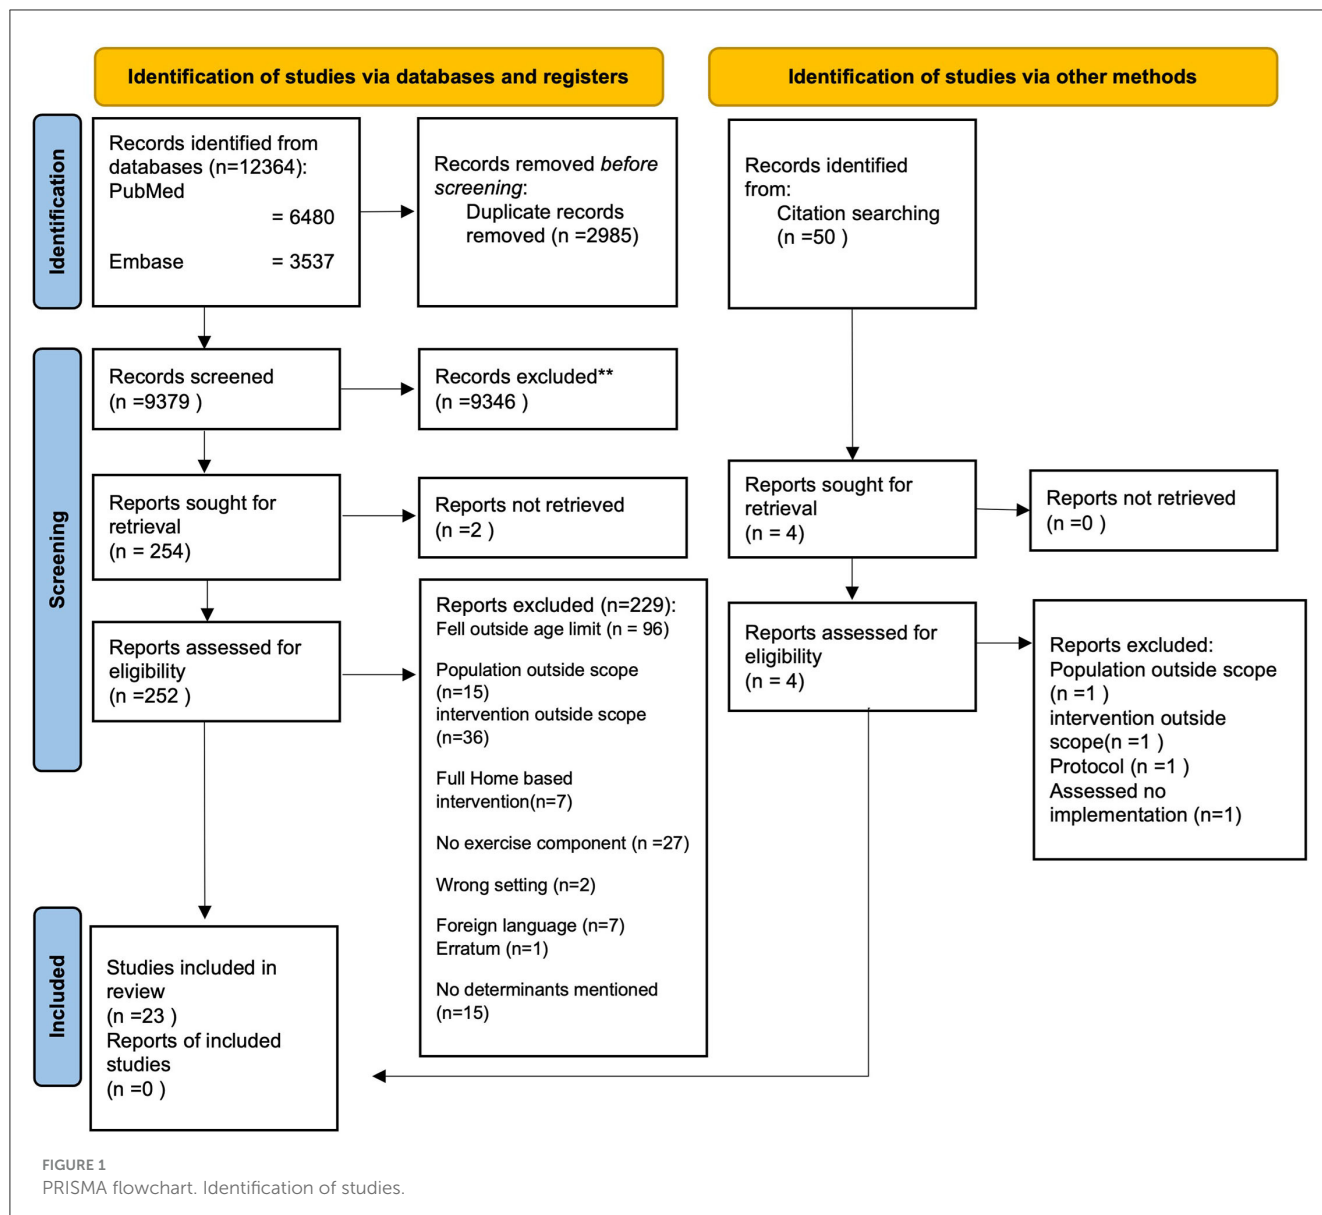 Identification of studies via databases and registers
Identification of studies via other methods
Identification
Records identified from
databases (n=12364):
PubMed
= 6480
Embase = 3537
Records removed before
screening:
Duplicate records
removed (n =2985)
Records identified
from:
Citation searching
(n =50 )
Screening
Records screened
(n =9379 )
Records excluded**
(n =9346 )
Reports sought for
retrieval
(n = 254)
Reports not retrieved
(n =2 )
Reports sought for
retrieval
(n = 4)
Reports not retrieved
(n =0 )
Reports assessed for
eligibility
(n =252 )
Reports excluded (n=229):
Fell outside age limit (n = 96)
Population outside scope
(n=15)
intervention outside scope
(n=36)
Full Home based
intervention(n=7)
No exercise component (n =27)
Wrong setting (n=2)
Foreign language (n=7)
Erratum (n=1)
No determinants mentioned
(n=15)
Reports assessed for
eligibility
(n = 4)
Reports excluded:
Population outside scope
(n =1 )
intervention outside
scope(n =1 )
Protocol (n =1 )
Assessed no
implementation (n=1)
Included
Studies included in
review
(n =23 )
Reports of included
studies
(n =0 )
FIGURE 1
PRISMA flowchart. Identification of studies.